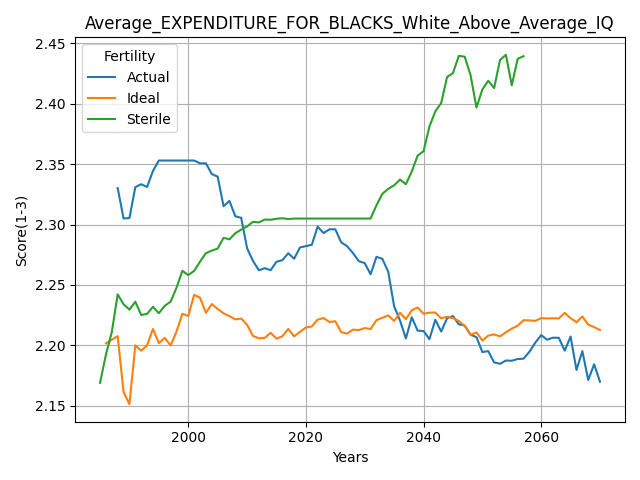 Average_EXPENDITURE_FOR_BLACKS_White_Above_Average_IQ
Fertility
Actual
Ideal
Sterile
2.45
2.40
2.35
2.30
2.25
2.20
2.15
Score(1-3)
2000
2020
2040
2060
Years